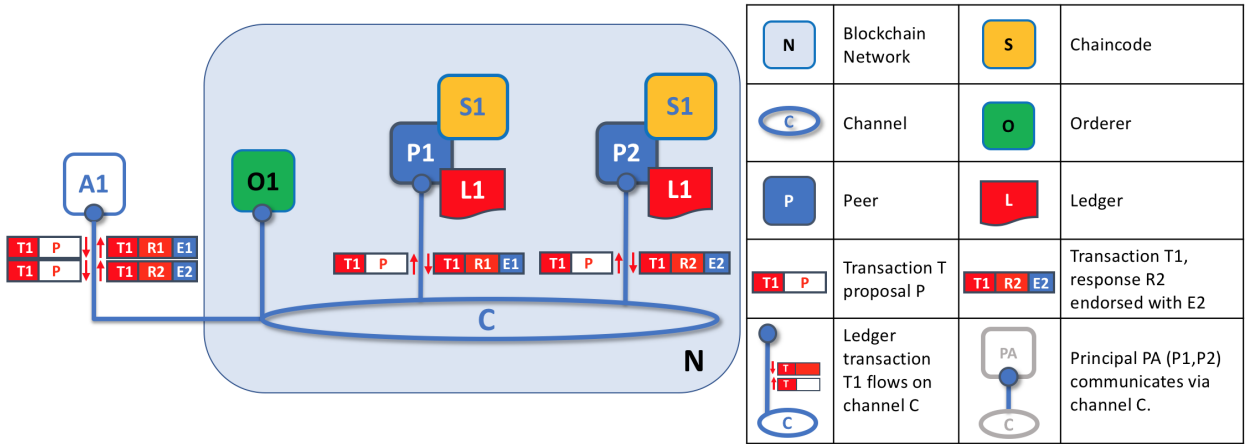 S1
S1
P1
P2
A1
O1
L1
L1
T1 P
T1 R1 E1
T1 P
T1 R2 E2
T1 P
T1 R1 E1
T1 P
T1 R2 E2
C
N
N
Blockchain
Network
S
Chaincode
C
Channel
O
Orderer
P
Peer
L
Ledger
T1 P
Transaction T
proposal P
T1 R2 E2
Transaction T1,
response R2
endorsed with E2
T
T
C
Ledger
transaction
T1 flows on
channel C
PA
C
Principal PA (P1,P2)
communicates via
channel C.